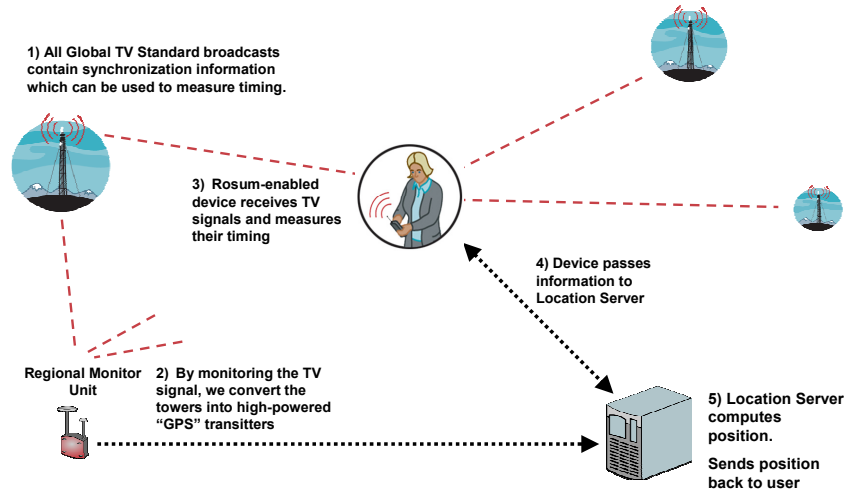 1) All Global TV Standard broadcasts
contain synchronization information
which can be used to measure timing.
3) Rosum-enabled
device receives TV
signals and measures
their timing
4) Device passes
information to
Location Server
Regional Monitor
Unit
2) By monitoring the TV
signal, we convert the
towers into high-powered
“GPS” transitters
5) Location Server
computes
position.
Sends position
back to user